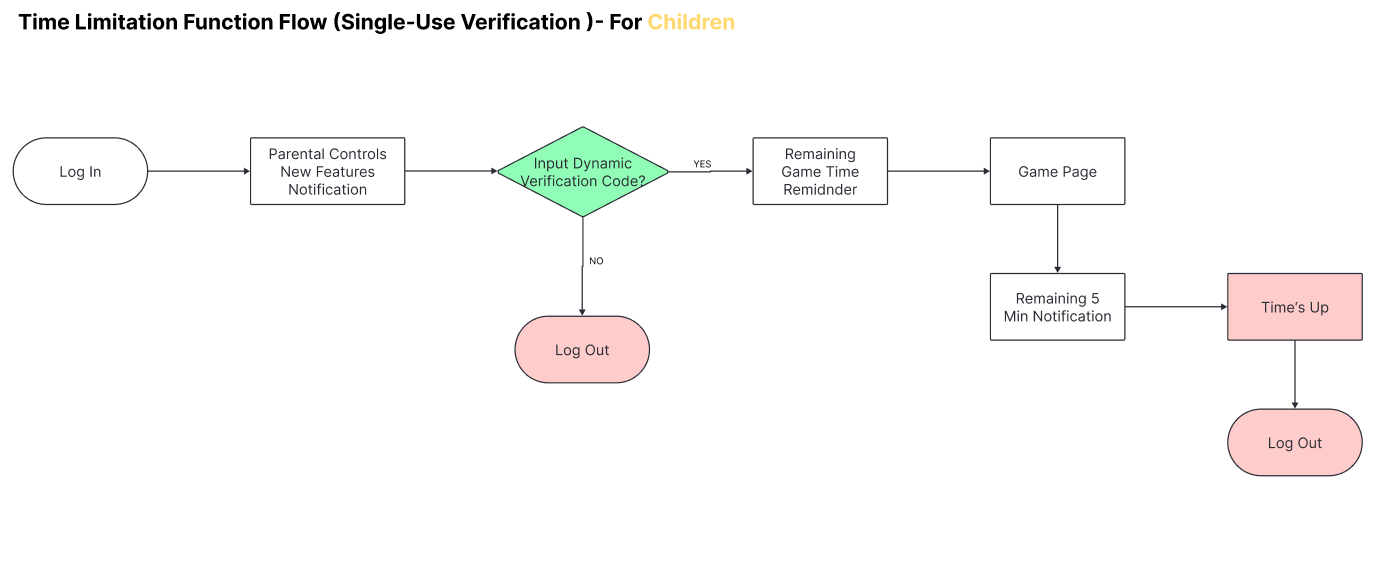 Time Limitation Function Flow (Single-Use Verification )- For Children
Log In
Parental Controls
New Features
Notification
Input Dynamic
Verification Code?
YES
Remaining
Game Time
Remidnder
Game Page
NO
Log Out
Remaining 5
Min Notification
Time's Up
Log Out